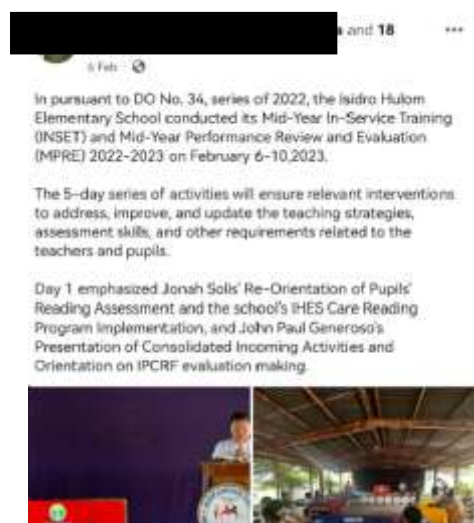 and 18
6 Feb
In pursuant to DO No. 34, series of 2022, the Isidro Hulom
Elementary School conducted its Mid-Year In-Service Training
(INSET) and Mid-Year Performance Review and Evaluation
(MPRE) 2022-2023 on February 6-10,2023.
The 5-day series of activities will ensure relevant interventions
to address, improve, and update the teaching strategies,
assessment skills, and other requirements related to the
teachers and pupils.
Day 1 emphasized Jonah Solis' Re-Orientation of Pupils'
Reading Assessment and the school's IHES Care Reading
Program Implementation, and John Paul Generoso's
Presentation of Consolidated Incoming Activities and
Orientation on IPCRF evaluation making.